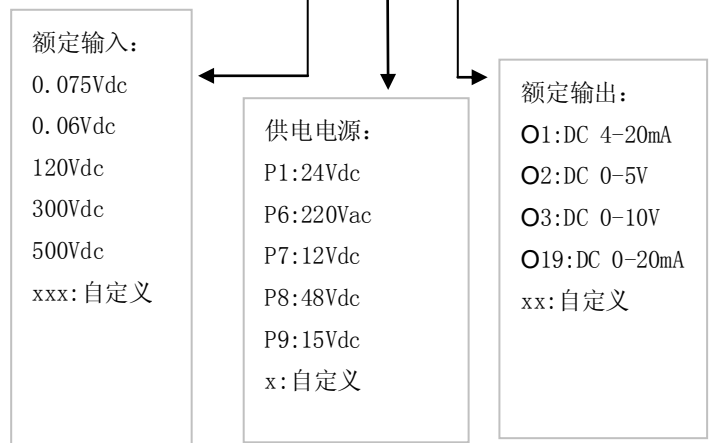 额定输入：
0.075Vdc
0.06Vdc
120Vdc
300Vdc
500Vdc
xxx:自定义
供电电源：
P1:24Vdc
P6:220Vac
P7:12Vdc
P8:48Vdc
P9:15Vdc
x:自定义
额定输出：
O1:DC 4-20mA
O2:DC 0-5V
O3:DC 0-10V
O19:DC 0-20mA
xx:自定义